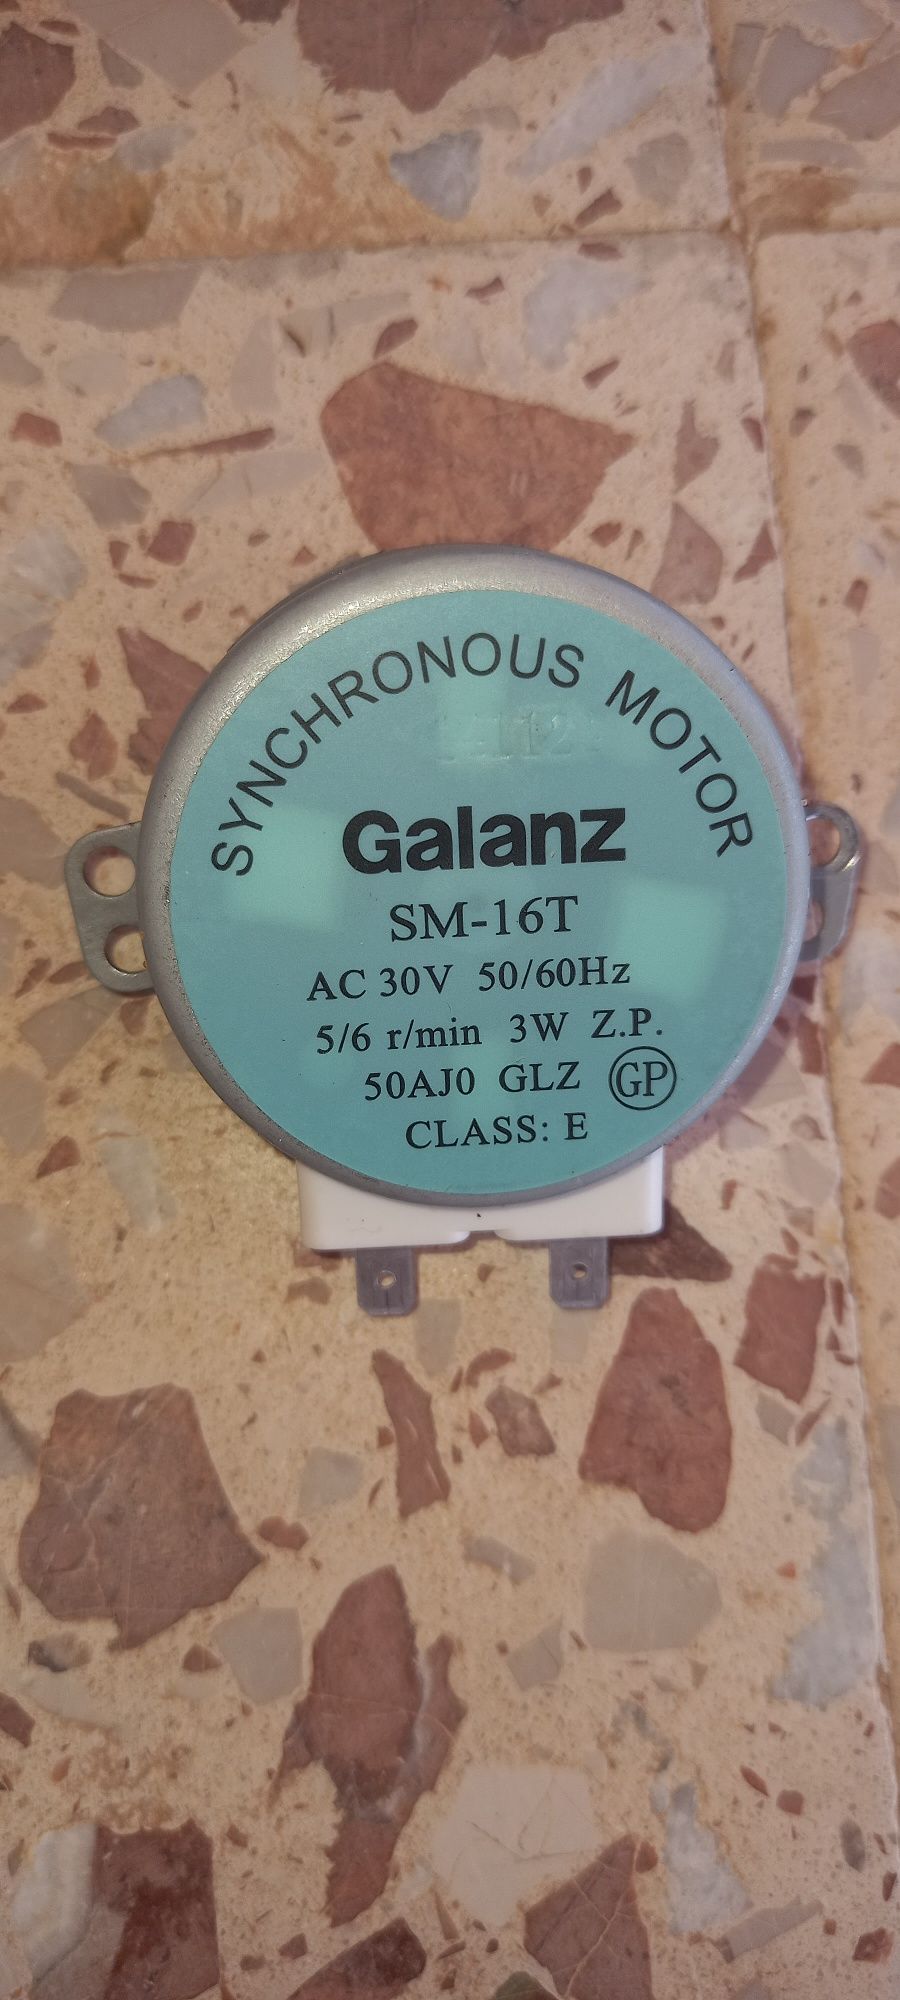 SYNCHRONOUS MOTOR
Galanz
SM-16T
AC 30V 50/60Hz
5/6 r/min 3W Z.P.
50AJ0 GLZ GP
CLASS: E